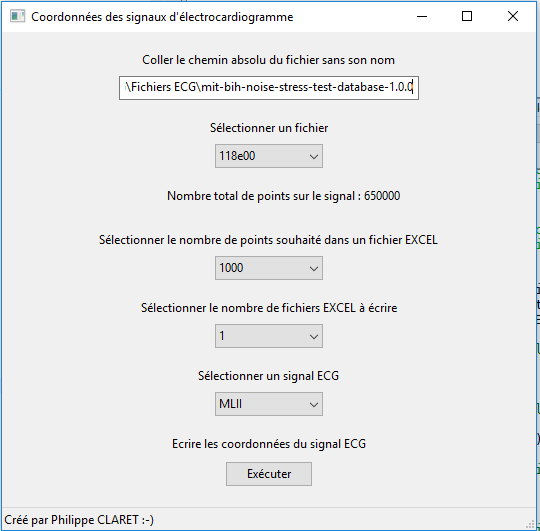 Coordonnées des signaux d'électrocardiogramme
Coller le chemin absolu du fichier sans son nom
\Fichiers ECG\mit-bih-noise-stress-test-database-1.0.0
Sélectionner un fichier
118e00
Nombre total de points sur le signal : 650000
Sélectionner le nombre de points souhaité dans un fichier EXCEL
1000
Sélectionner le nombre de fichiers EXCEL à écrire
1
Sélectionner un signal ECG
MLII
Ecrire les coordonnées du signal ECG
Exécuter
Créé par Philippe CLARET :-)